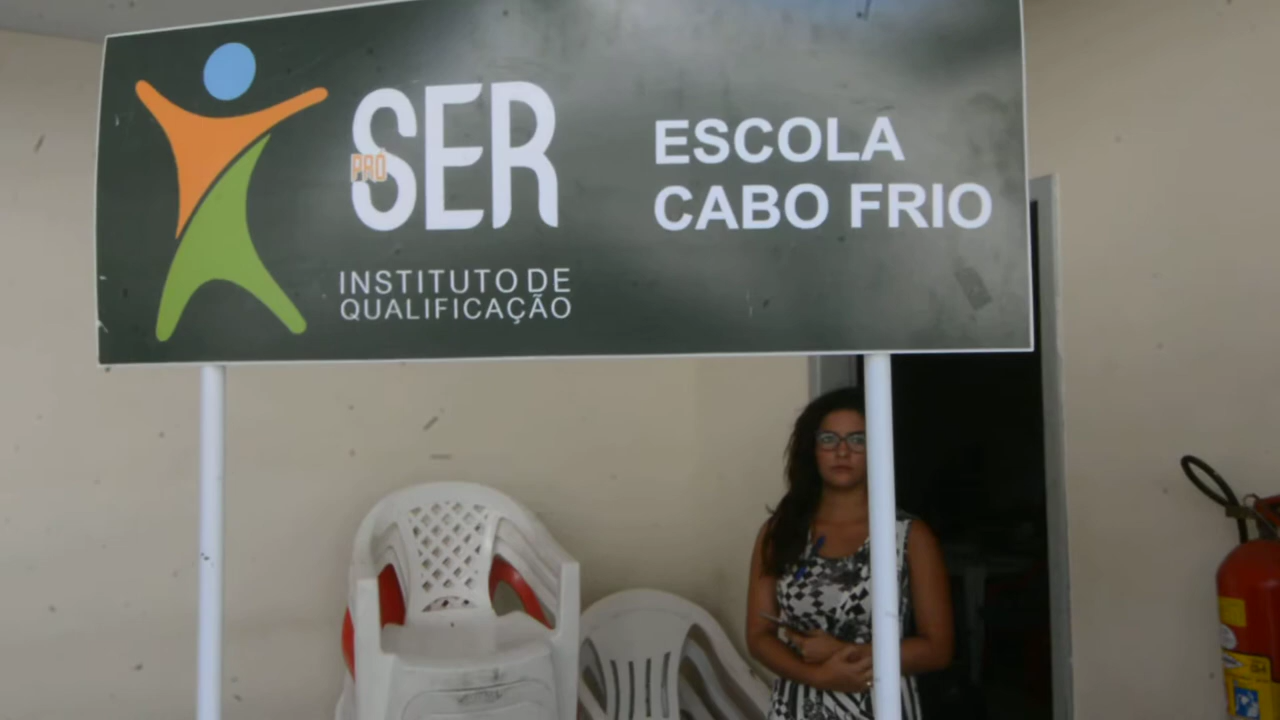 PRÓ
SER
ESCOLA
CABO FRIO
INSTITUTO DE
QUALIFICAÇÃO